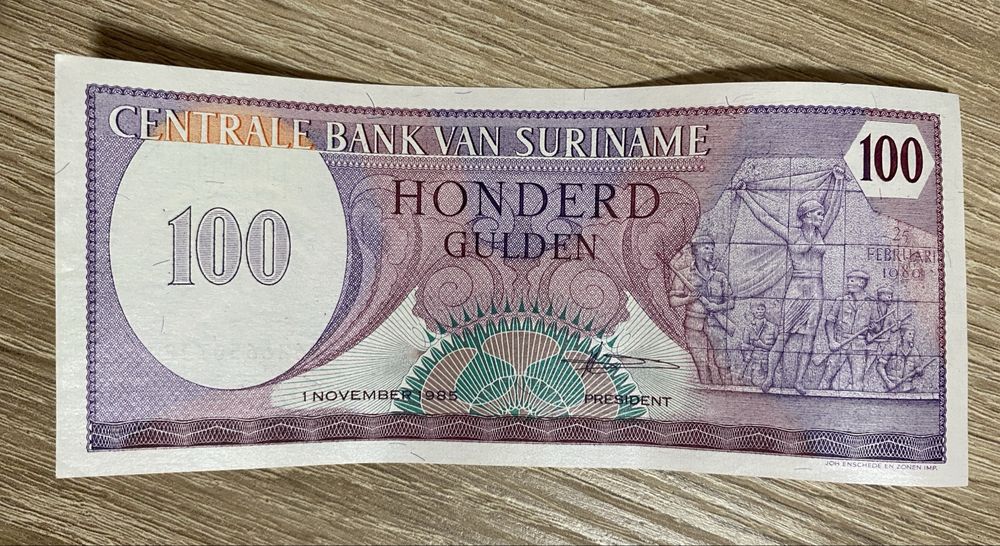 CENTRALE BANK VAN SURINAME
100
100
HONDERD
GULDEN
25
FEBRUARI
1980
1 NOVEMBER 1985
PRESIDENT
JOH. ENSCHEDE EN ZONEN IMP.